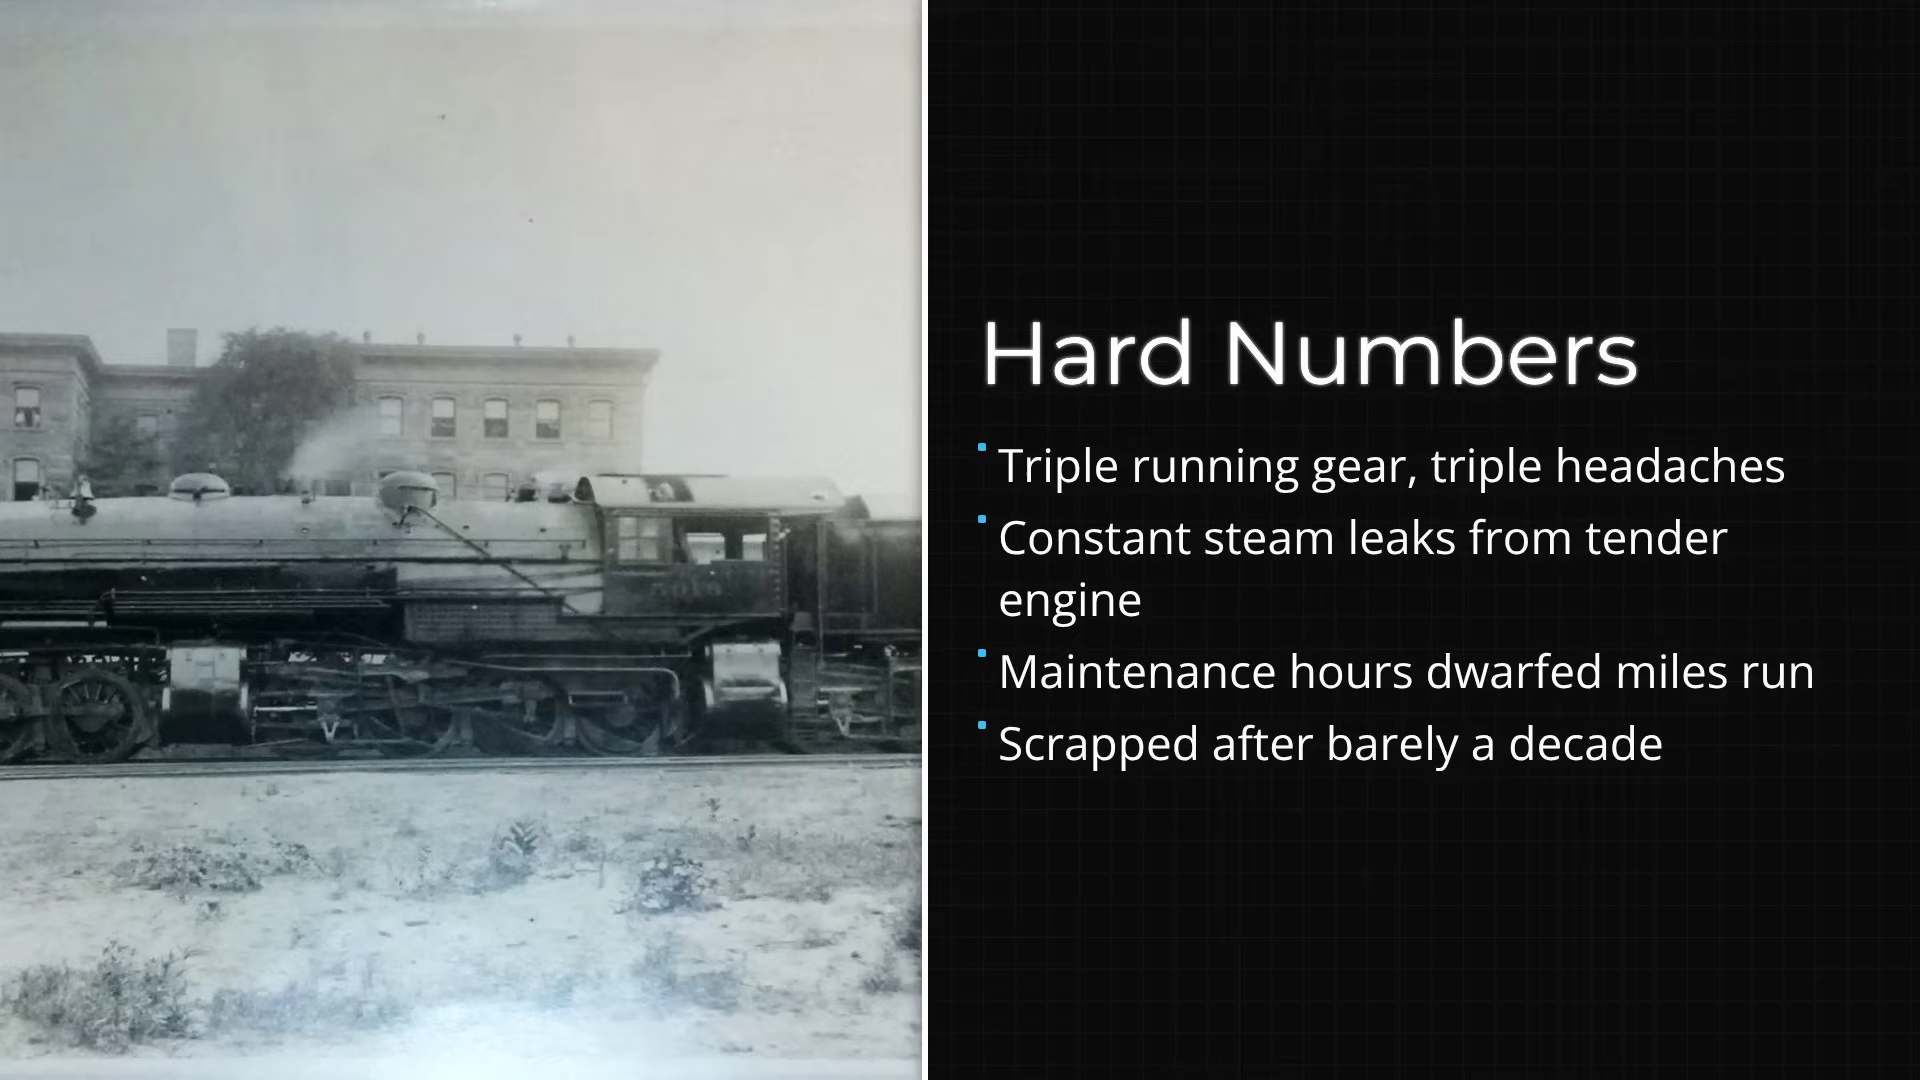 Hard Numbers
Triple running gear, triple headaches
Constant steam leaks from tender
engine
Maintenance hours dwarfed miles run
Scrapped after barely a decade